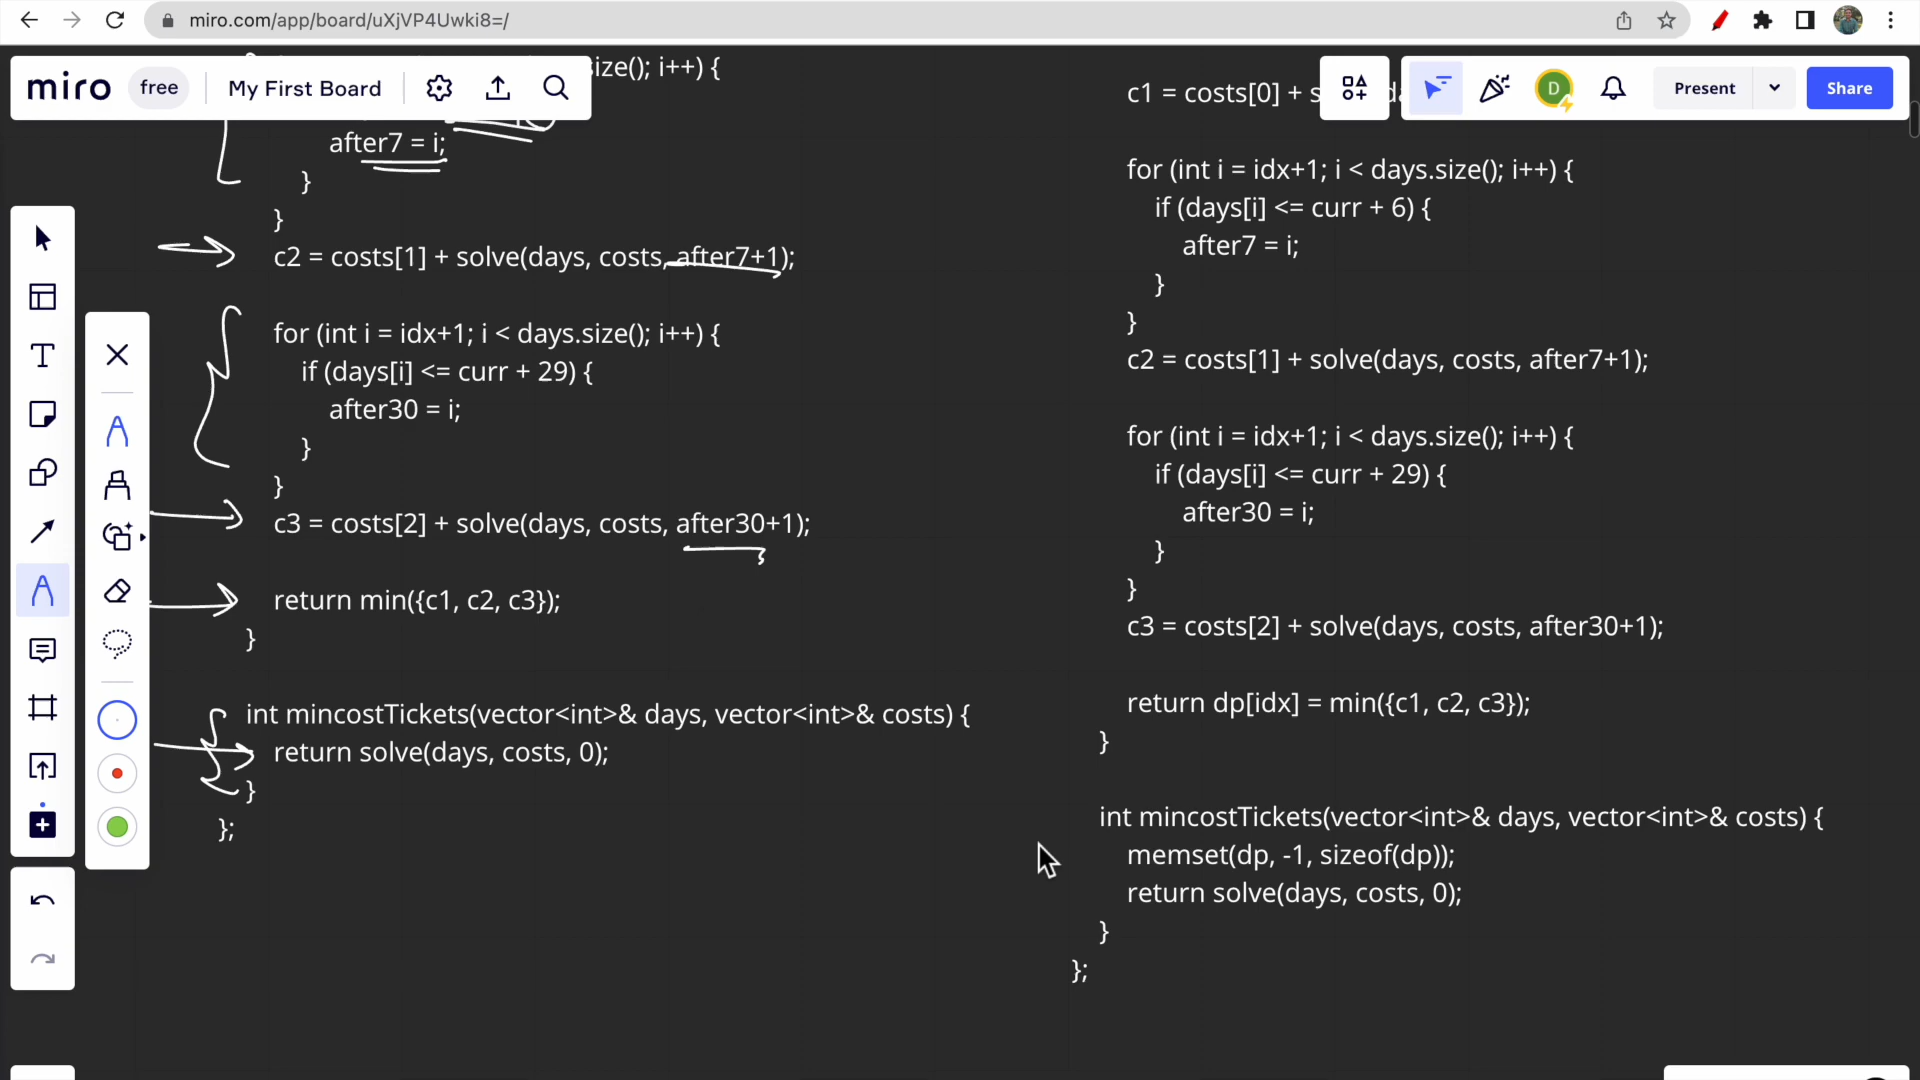 miro.com/app/board/uXjVP4Uwki8=/
miro
free
My First Board
D
Present
Share
ize(); i++) {
after7 = i;
}
}
c2 = costs[1] + solve(days, costs, after7+1);
for (int i = idx+1; i < days.size(); i++) {
if (days[i] <= curr + 29) {
after30 = i;
}
}
c3 = costs[2] + solve(days, costs, after30+1);
return min({c1, c2, c3});
}
int mincostTickets(vector<int>& days, vector<int>& costs) {
return solve(days, costs, 0);
}
};
c1 = costs[0] + s
for (int i = idx+1; i < days.size(); i++) {
if (days[i] <= curr + 6) {
after7 = i;
}
}
c2 = costs[1] + solve(days, costs, after7+1);
for (int i = idx+1; i < days.size(); i++) {
if (days[i] <= curr + 29) {
after30 = i;
}
}
c3 = costs[2] + solve(days, costs, after30+1);
return dp[idx] = min({c1, c2, c3});
}
int mincostTickets(vector<int>& days, vector<int>& costs) {
memset(dp, -1, sizeof(dp));
return solve(days, costs, 0);
}
};